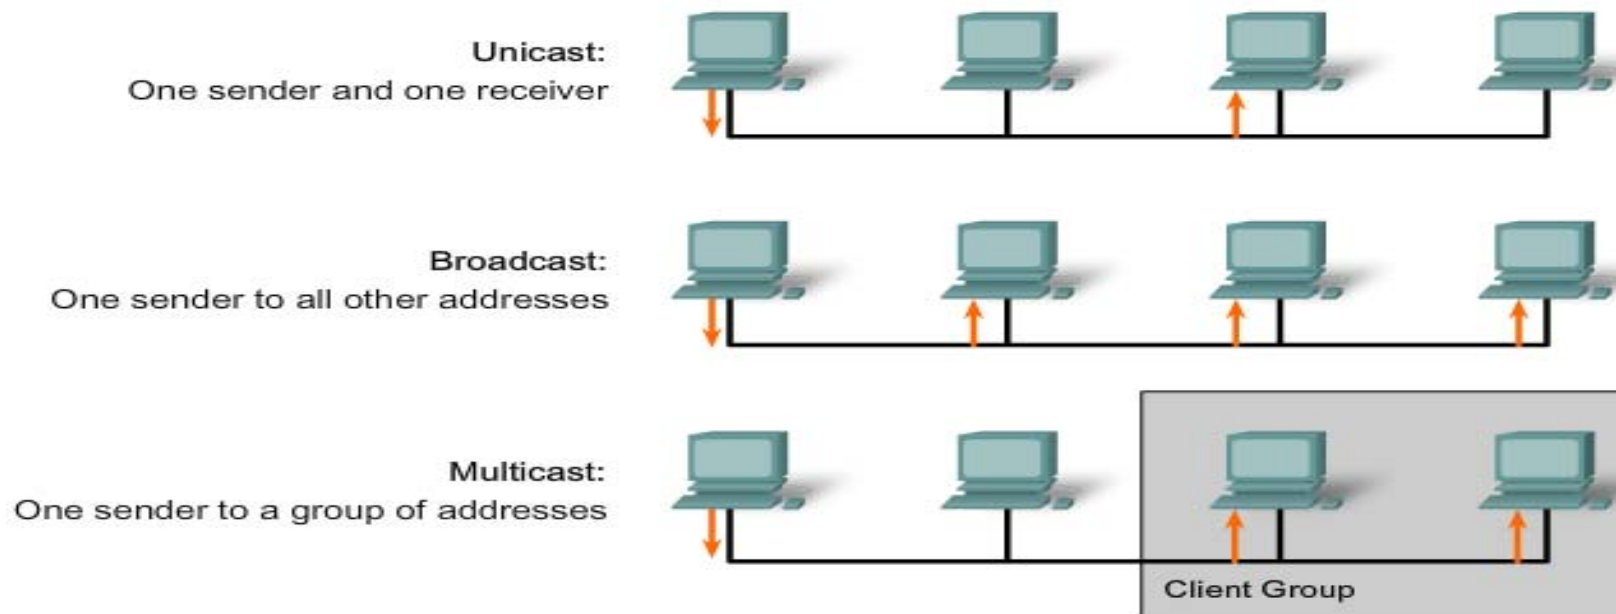 Unicast:
One sender and one receiver
Broadcast:
One sender to all other addresses
Multicast:
One sender to a group of addresses
Client Group